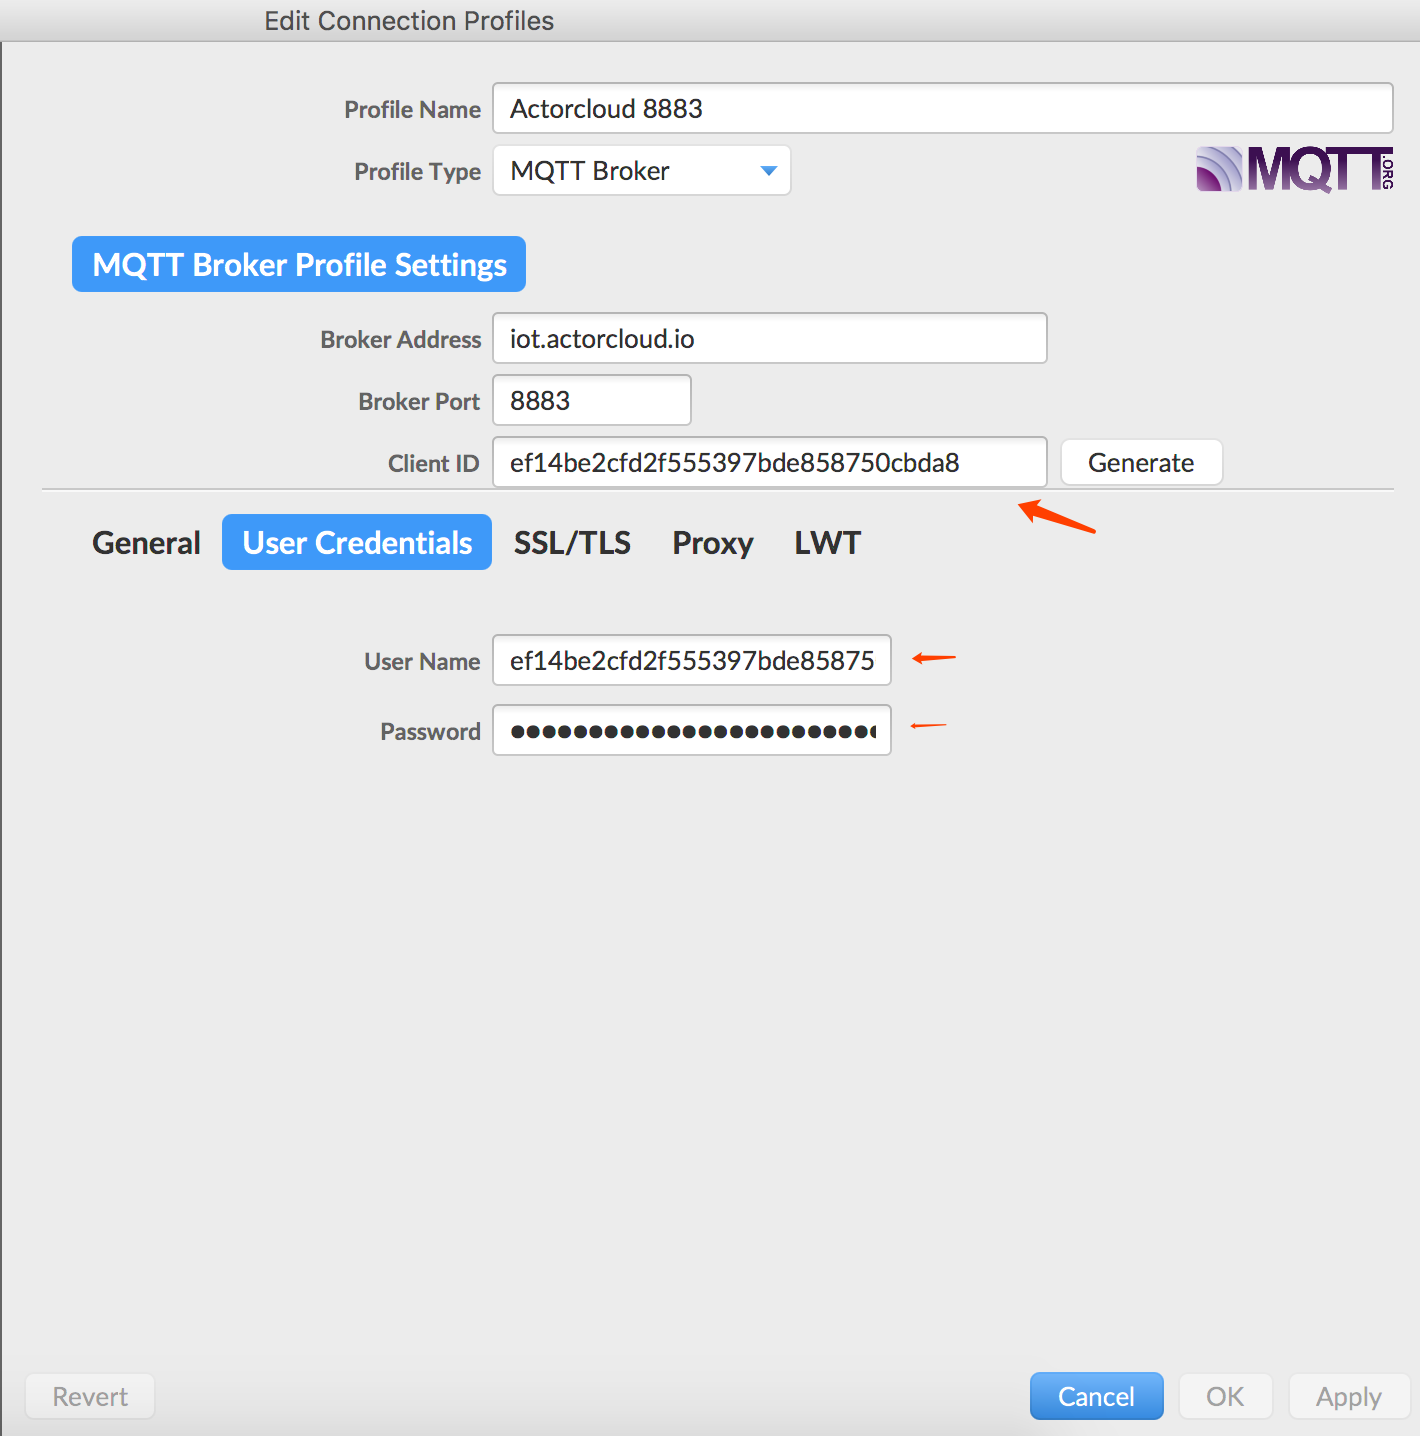 Edit Connection Profiles
Profile Name Actorcloud 8883
Profile Type MQTT Broker
MQTT.ORG
MQTT Broker Profile Settings
Broker Address iot.actorcloud.io
Broker Port 8883
Client ID ef14be2cfd2f555397bde858750cbda8 Generate
General User Credentials SSL/TLS Proxy LWT
User Name ef14be2cfd2f555397bde85875
Password
Revert Cancel OK Apply